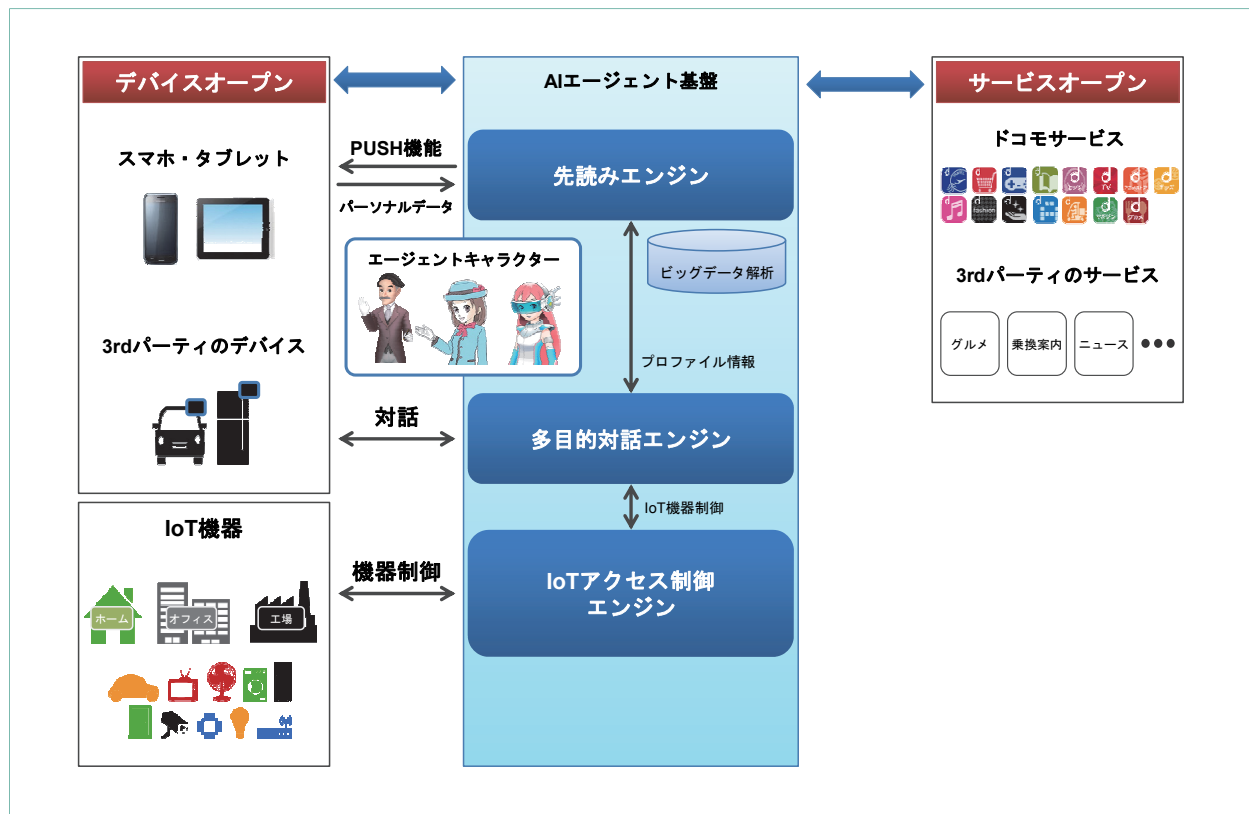 デバイスオープン
スマホ・タブレット
3rdパーティのデバイス
IoT機器
ホーム
オフィス
工場
PUSH機能
パーソナルデータ
エージェントキャラクター
対話
機器制御
AIエージェント基盤
先読みエンジン
ビッグデータ解析
プロファイル情報
多目的対話エンジン
IoT機器制御
IoTアクセス制御
エンジン
サービスオープン
ドコモサービス
d
d
d
d
d
d
TV
d
d
d
d
fashion
d
d
d
d
マガジン
d
グルメ
3rdパーティのサービス
グルメ
乗換案内
ニュース
●●●